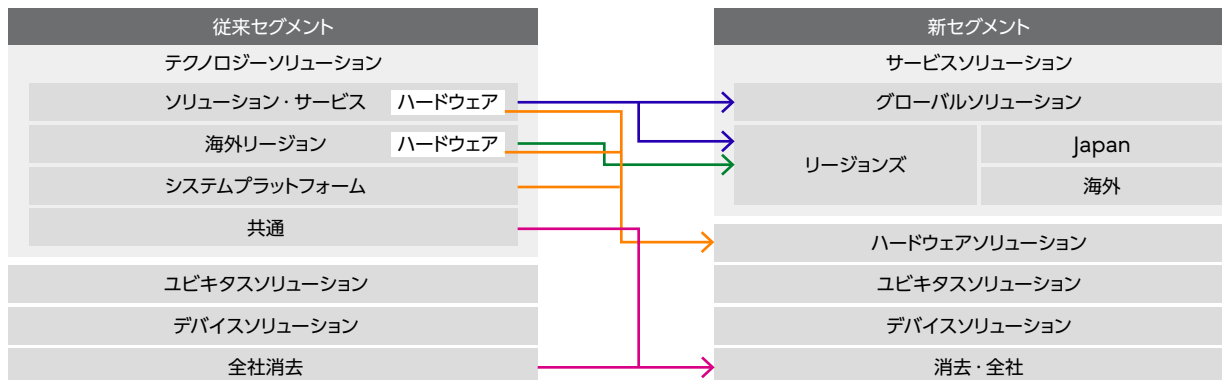 従来セグメント
テクノロジーソリューション
ソリューション・サービス ハードウェア
海外リージョン ハードウェア
システムプラットフォーム
共通
ユビキタスソリューション
デバイスソリューション
全社消去
新セグメント
サービスソリューション
グローバルソリューション
リージョンズ
Japan
海外
ハードウェアソリューション
ユビキタスソリューション
デバイスソリューション
消去・全社